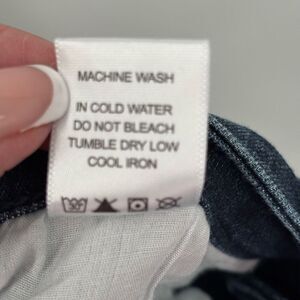 MACHINE WASH
IN COLD WATER
DO NOT BLEACH
TUMBLE DRY LOW
COOL IRON